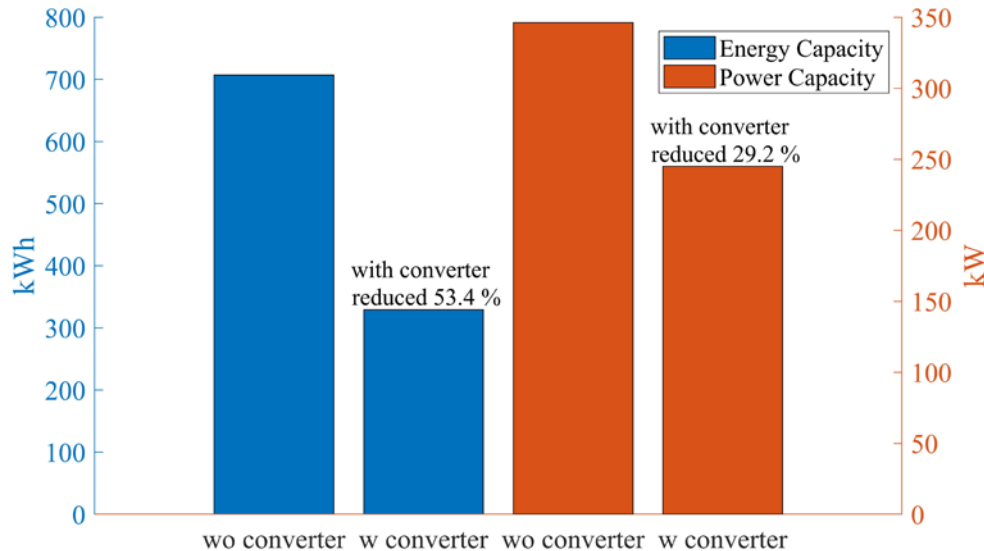 800
700
600
500
400
300
200
100
0
kWh
350
300
250
200
150
100
50
0
kW
Energy Capacity
Power Capacity
with converter
reduced 53.4 %
with converter
reduced 29.2 %
wo converter
w converter
wo converter
w converter